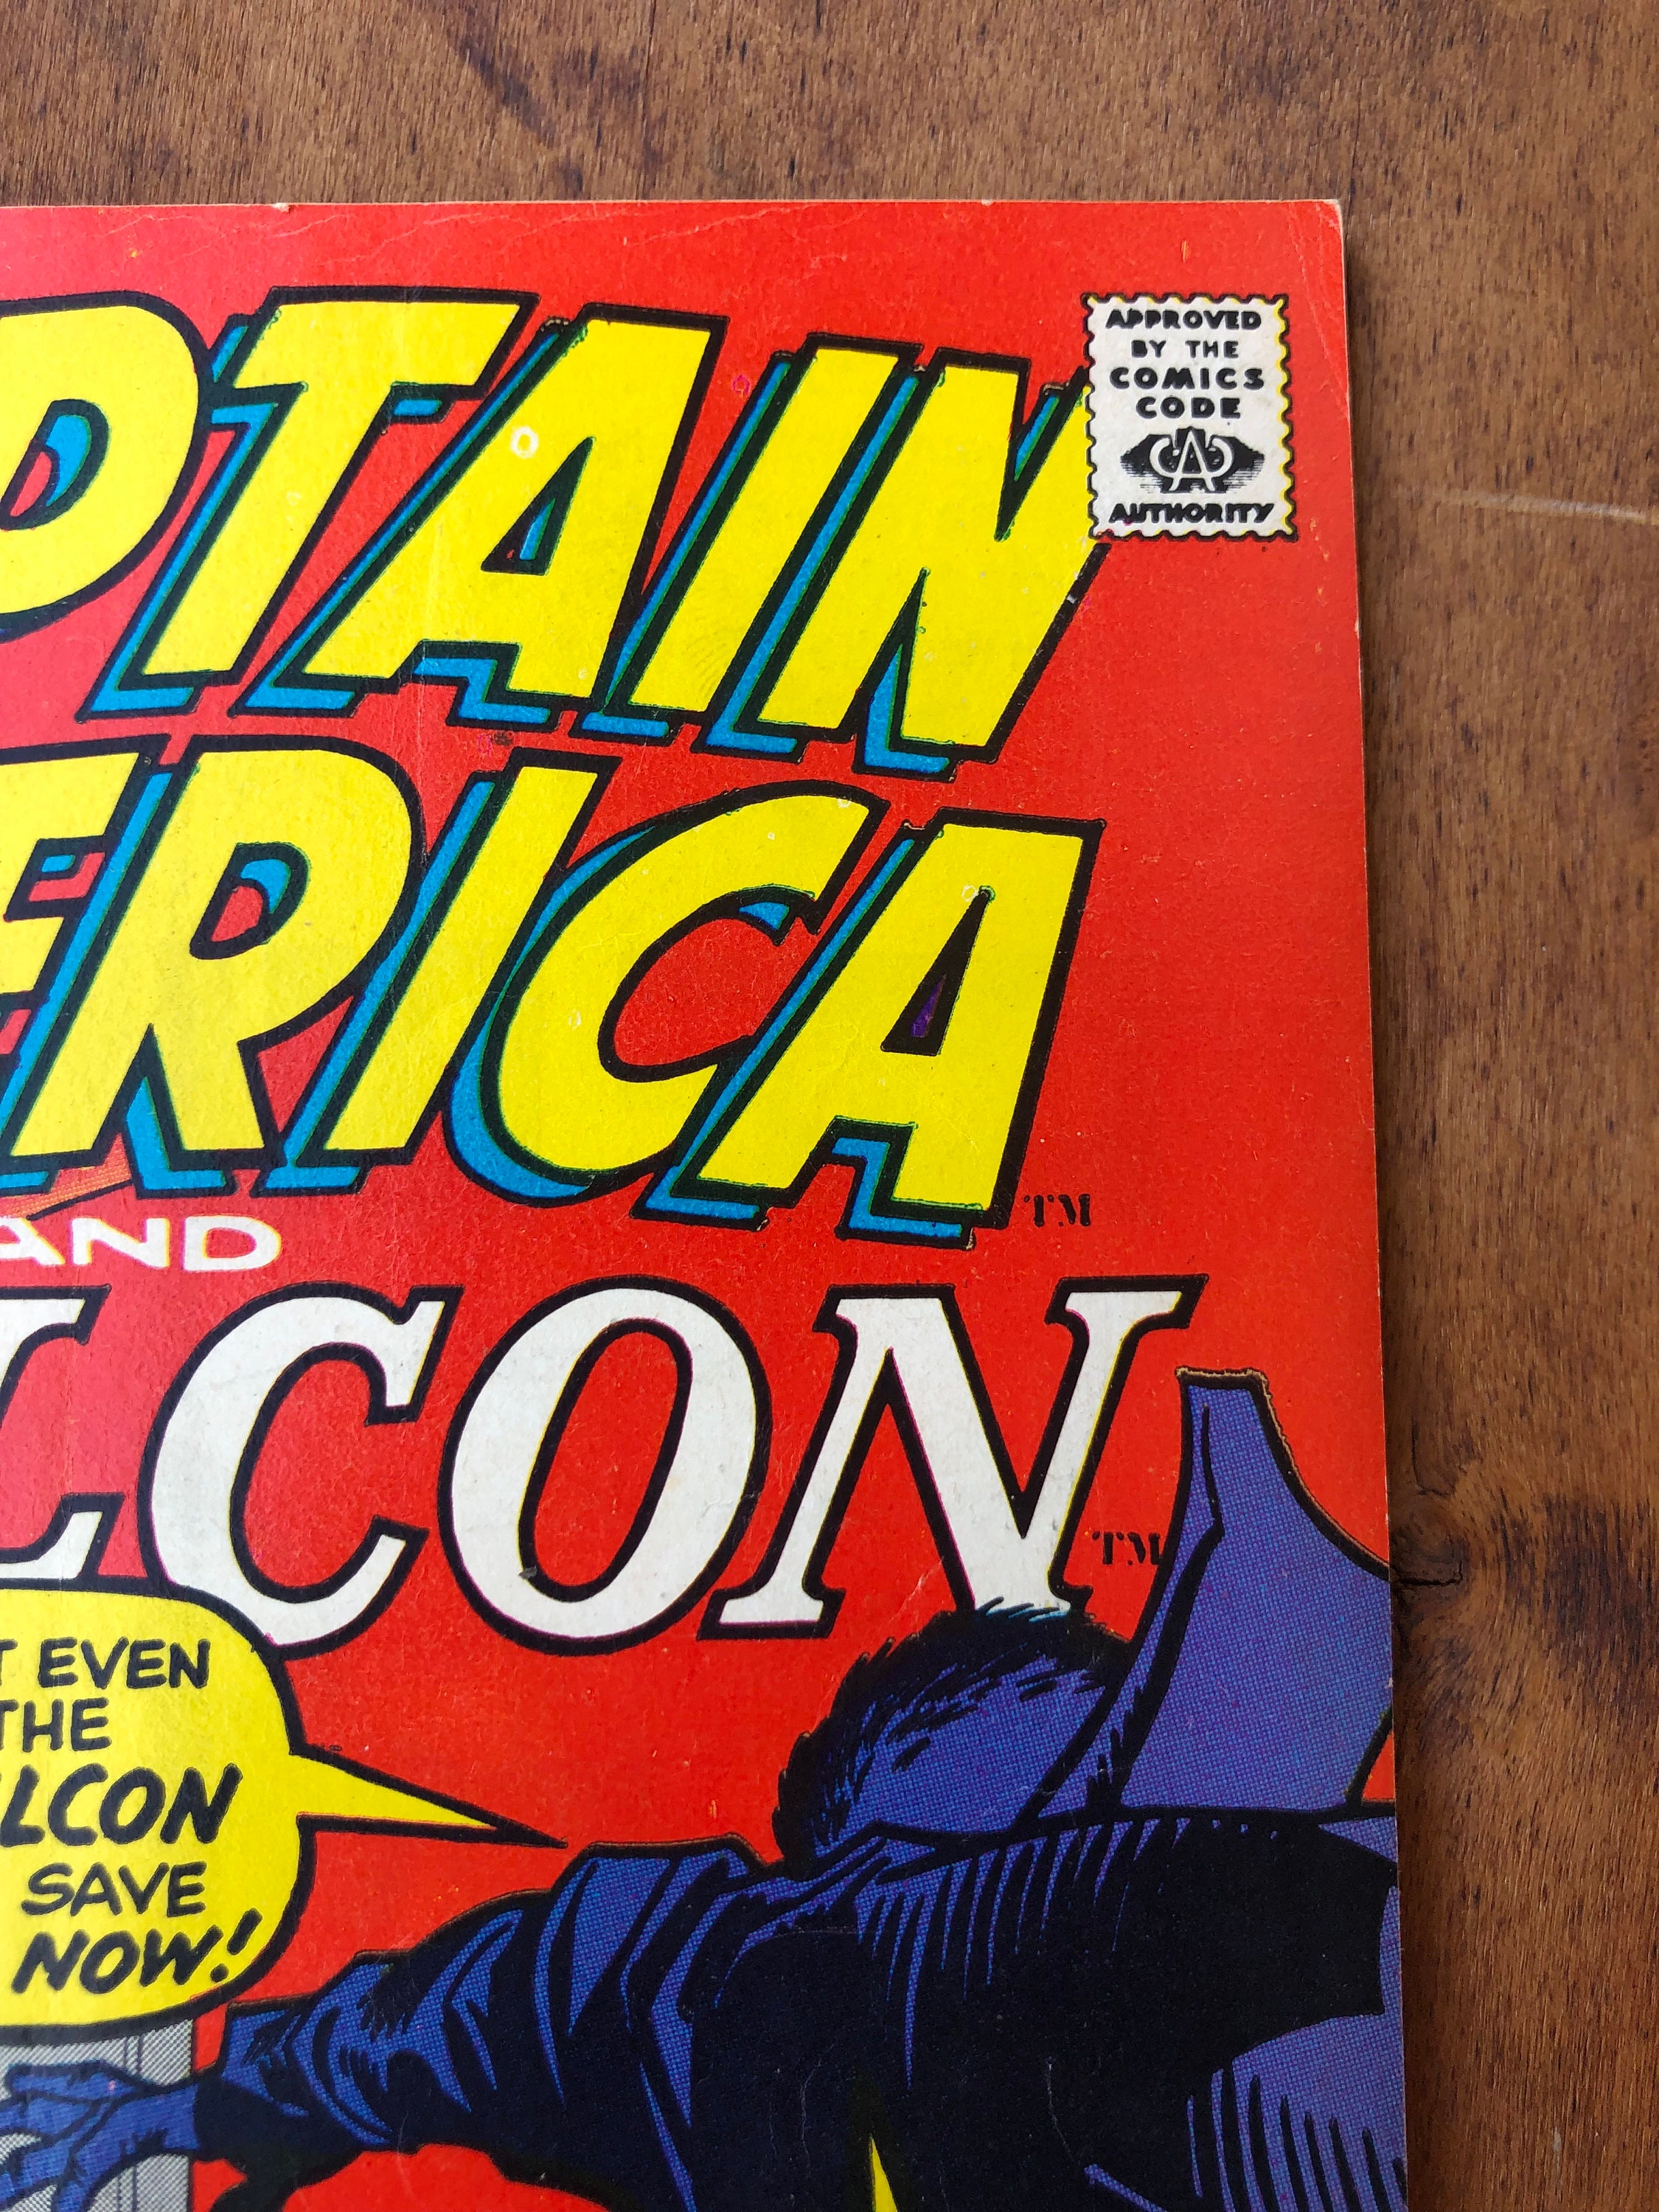 PTAIN
ERICA
TM
AND
LCON
TM
APPROVED
BY THE
COMICS
CODE
CA
AUTHORITY
T EVEN
THE
LCON
SAVE
NOW!